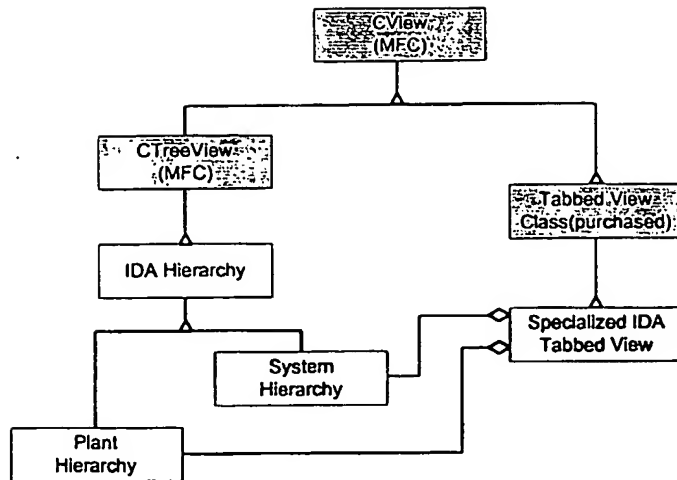 CView
(MFC)
CTreeView
(MFC)
Tabbed View
Class(purchased)
IDA Hierarchy
Specialized IDA
Tabbed View
System
Hierarchy
Plant
Hierarchy